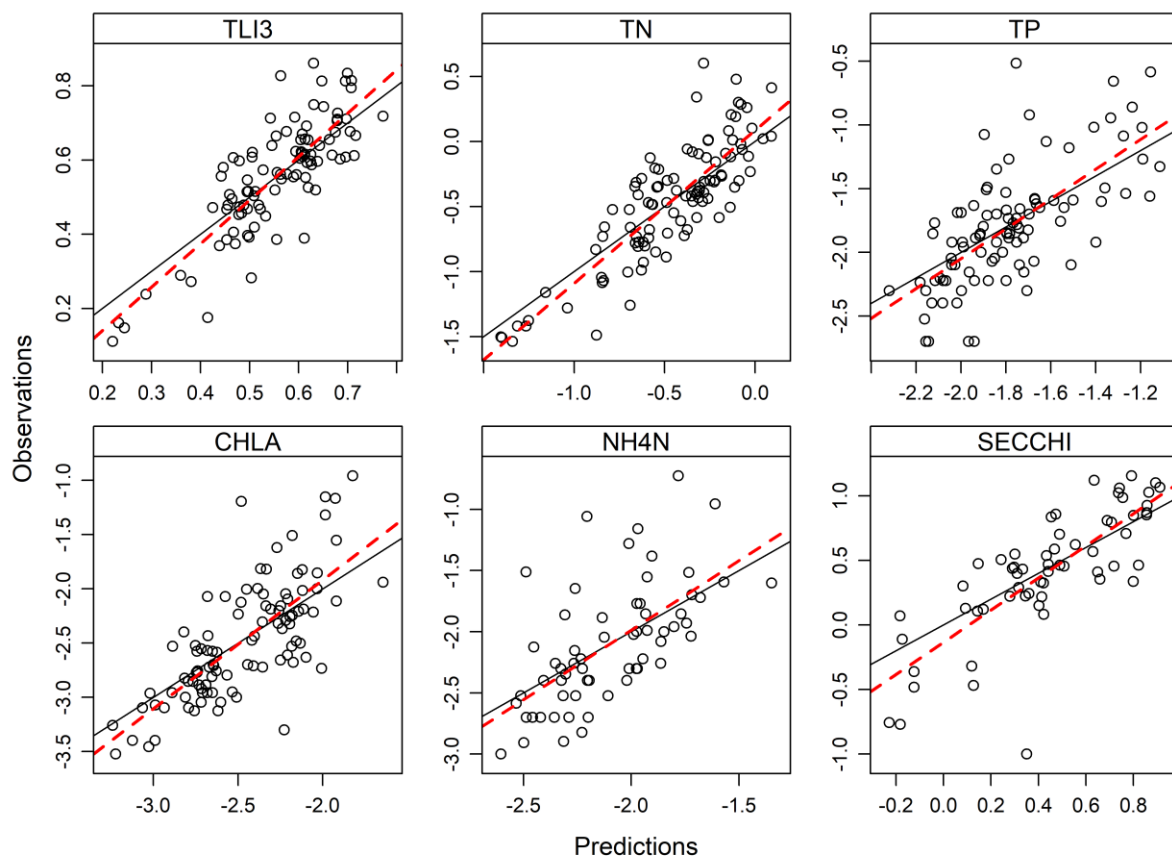 TLI3 TN TP
0.2 0.4 0.6 0.8
-1.5 -1.0 -0.5 0.0 0.5
-2.5 -2.0 -1.5 -1.0 -0.5
0.2 0.3 0.4 0.5 0.6 0.7
-1.0 -0.5 0.0
-2.2 -2.0 -1.8 -1.6 -1.4 -1.2
Observations
CHLA NH4N SECCHI
-3.5 -3.0 -2.5 -2.0 -1.5 -1.0
-3.0 -2.5 -2.0 -1.5 -1.0
-1.0 -0.5 0.0 0.5 1.0
-3.0 -2.5 -2.0
-2.5 -2.0 -1.5
-0.2 0.0 0.2 0.4 0.6 0.8
Predictions